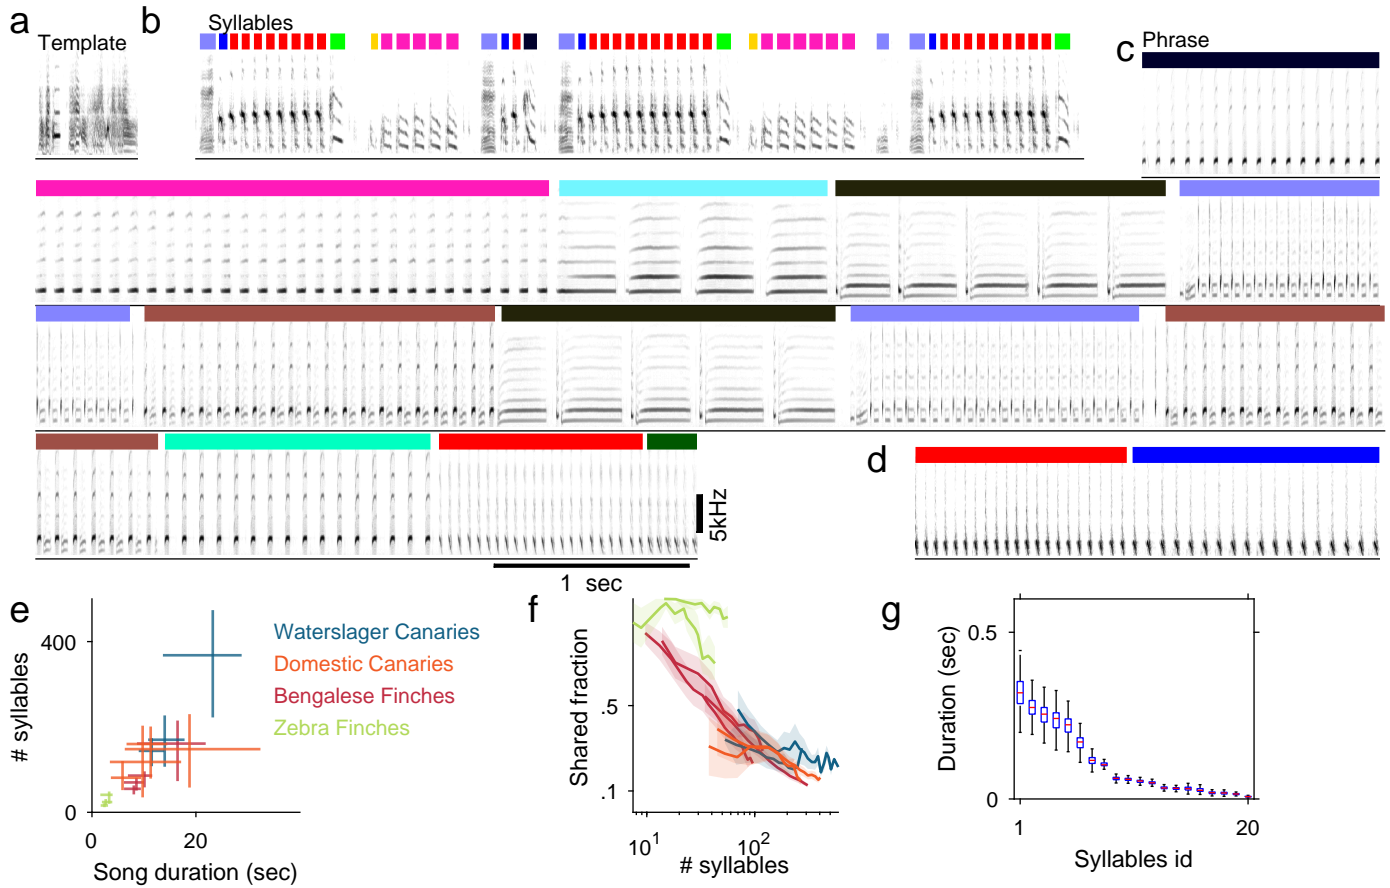 a
Template
b
Syllables
c
Phrase
5kHz
1 sec
d
e
# syllables
400
0
0
20
Song duration (sec)
Waterslager Canaries
Domestic Canaries
Bengalese Finches
Zebra Finches
f
Shared fraction
.5
.1
10¹
10²
# syllables
g
Duration (sec)
0.5
0
1
20
Syllables id